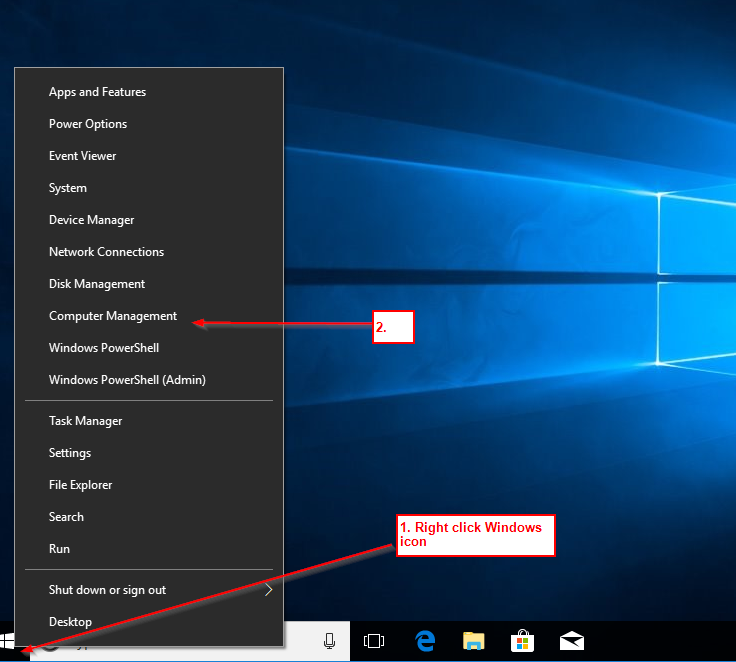 Apps and Features
Power Options
Event Viewer
System
Device Manager
Network Connections
Disk Management
Computer Management
2.
Windows PowerShell
Windows PowerShell (Admin)
Task Manager
Settings
File Explorer
Search
1. Right click Windows
icon
Run
Shut down or sign out
Desktop